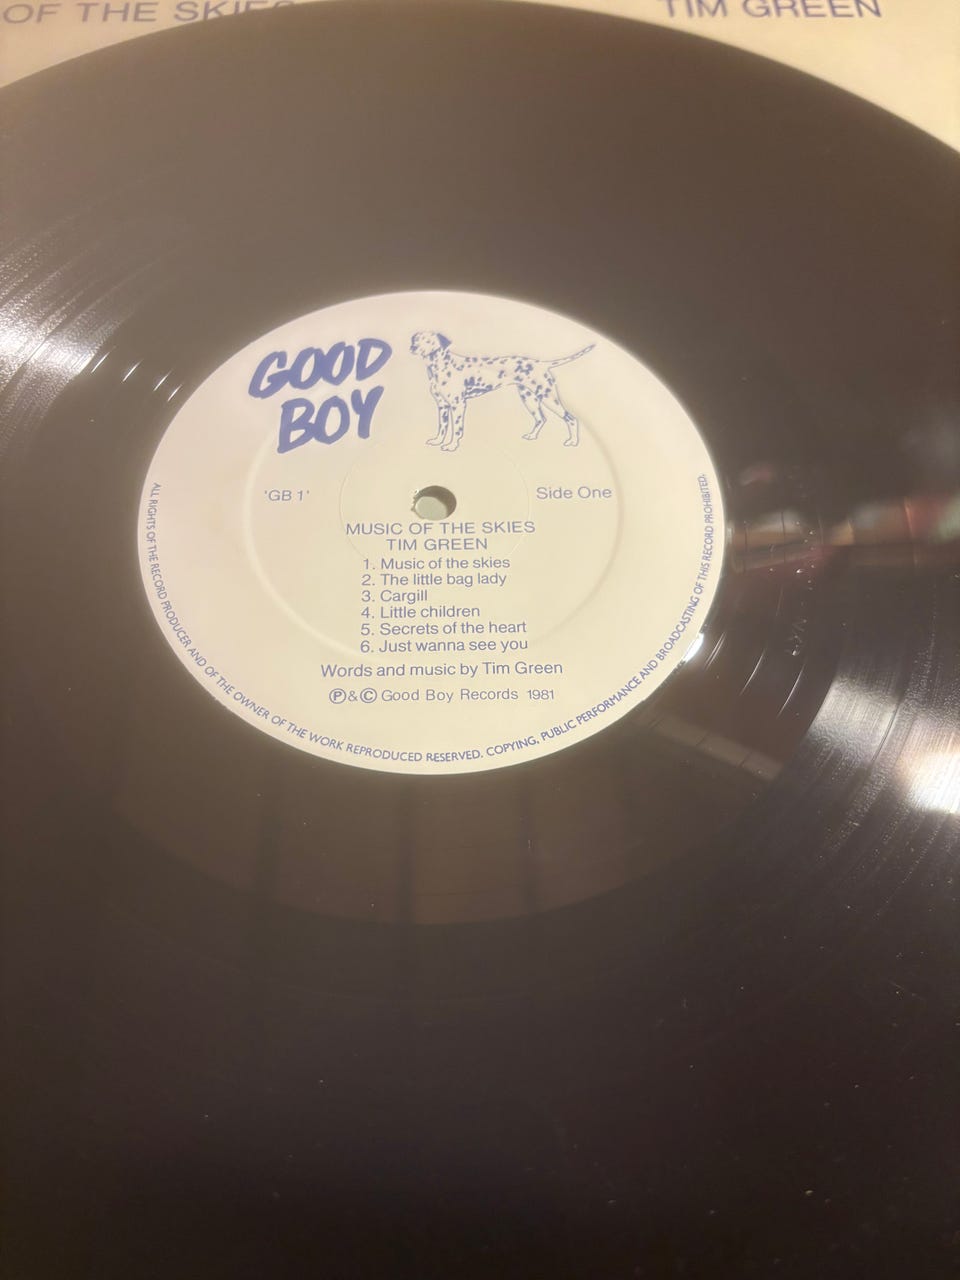 OF THE SKIES
TIM GREEN
GOOD
BOY
'GB 1'
Side One
MUSIC OF THE SKIES
TIM GREEN
1. Music of the skies
2. The little bag lady
3. Cargill
4. Little children
5. Secrets of the heart
6. Just wanna see you
Words and music by Tim Green
Ⓟ&© Good Boy Records 1981
ALL RIGHTS OF THE RECORD PRODUCER AND OF THE OWNER OF THE WORK REPRODUCED RESERVED. COPYING, PUBLIC PERFORMANCE AND BROADCASTING OF THIS RECORD PROHIBITED.